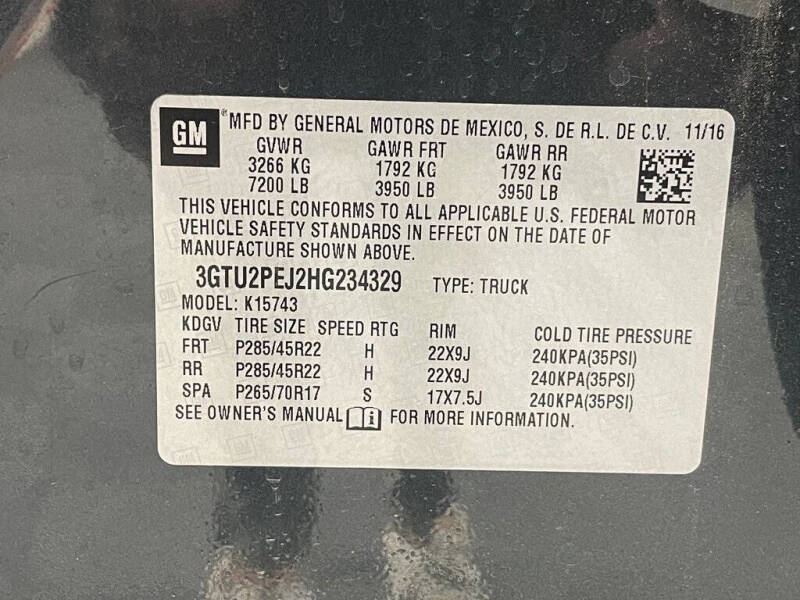 GM ® MFD BY GENERAL MOTORS DE MEXICO, S. DE R.L. DE C.V. 11/16
GVWR GAWR FRT GAWR RR
3266 KG 1792 KG 1792 KG
7200 LB 3950 LB 3950 LB
THIS VEHICLE CONFORMS TO ALL APPLICABLE U.S. FEDERAL MOTOR
VEHICLE SAFETY STANDARDS IN EFFECT ON THE DATE OF
MANUFACTURE SHOWN ABOVE.
3GTU2PEJ2HG234329 TYPE: TRUCK
MODEL: K15743
KDGV TIRE SIZE SPEED RTG RIM COLD TIRE PRESSURE
FRT P285/45R22 H 22X9J 240KPA(35PSI)
RR P285/45R22 H 22X9J 240KPA(35PSI)
SPA P265/70R17 S 17X7.5J 240KPA(35PSI)
SEE OWNER'S MANUAL i FOR MORE INFORMATION.